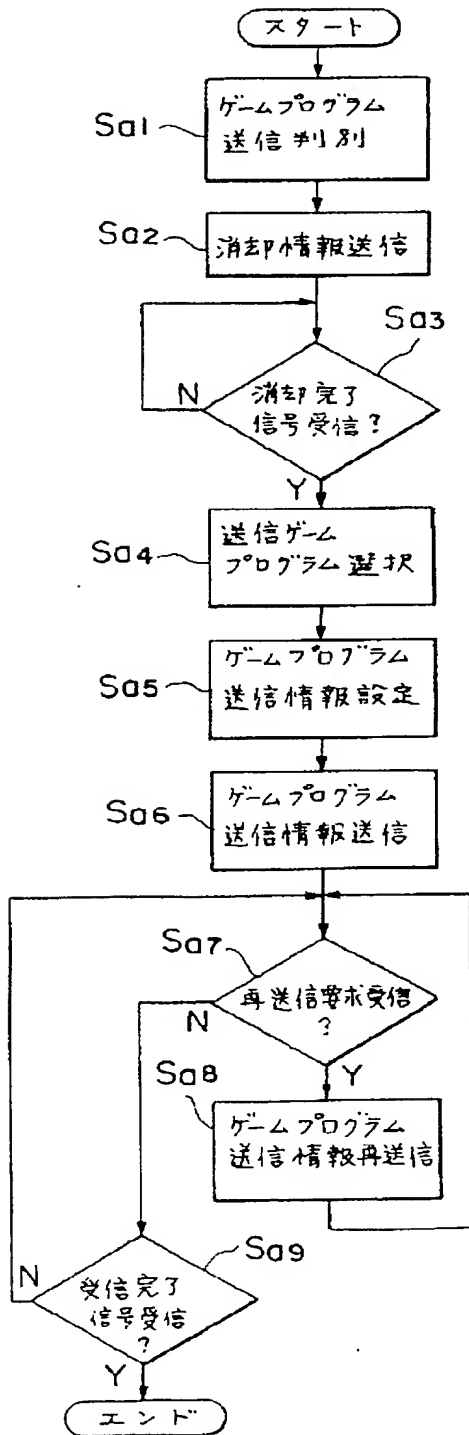 スタート
Sa1
ゲームプログラム
送信判別
Sa2
消却情報送信
Sa3
N
消却完了
信号受信?
Y
Sa4
送信ゲーム
プログラム選択
Sa5
ゲームプログラム
送信情報設定
Sa6
ゲームプログラム
送信情報送信
Sa7
N
再送信要求受信
?
Y
Sa8
ゲームプログラム
送信情報再送信
Sa9
N
受信完了
信号受信
?
Y
エンド